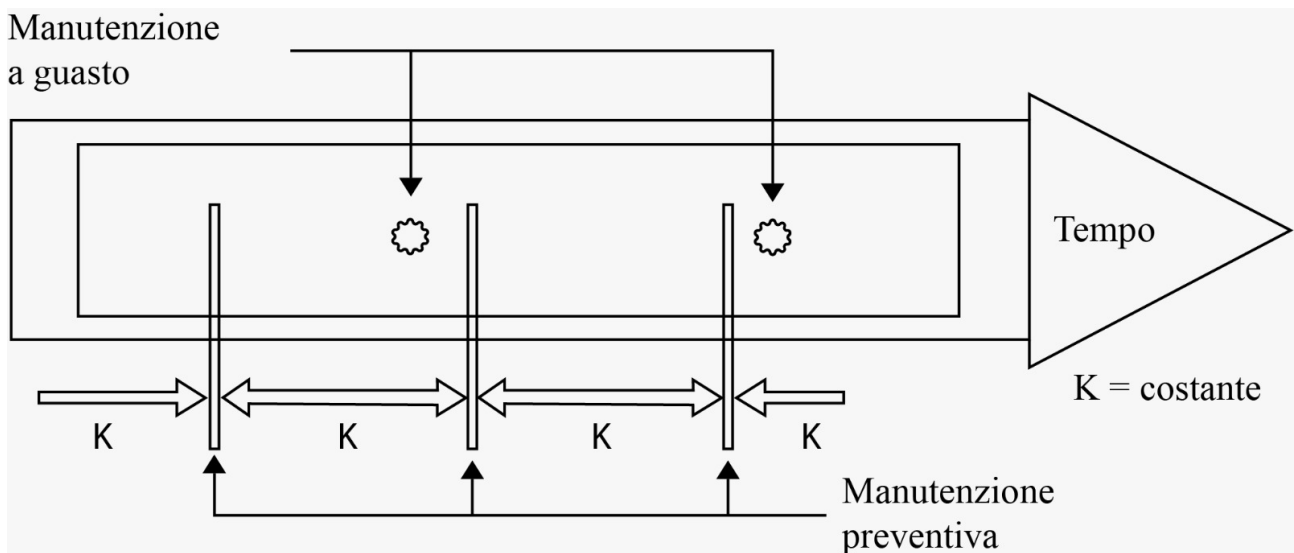 Manutenzione
a guasto
Tempo
K = costante
K
K
K
K
Manutenzione
preventiva